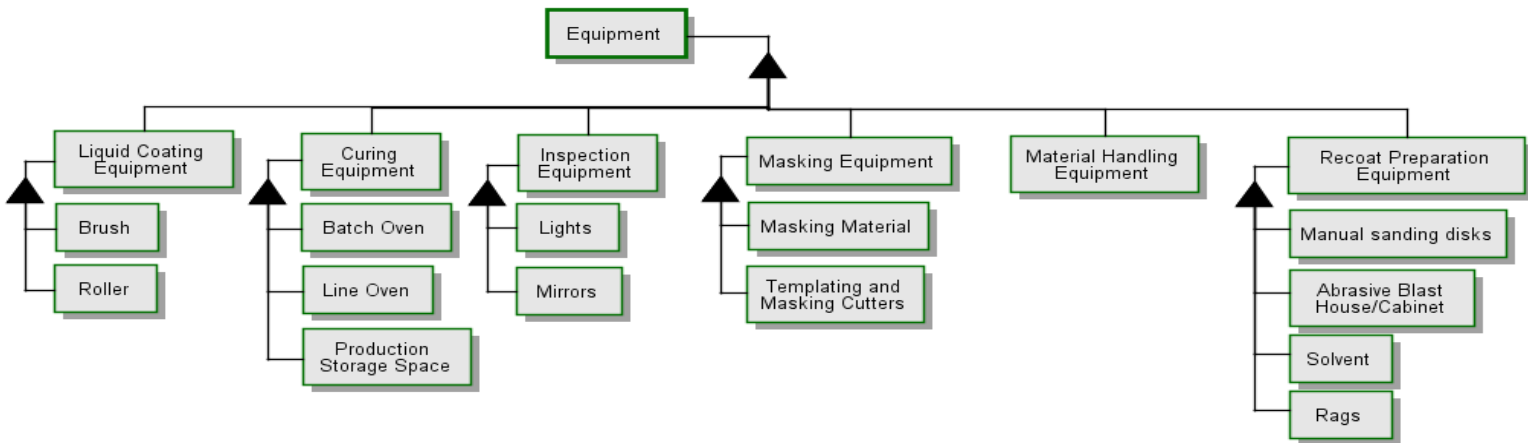 Equipment
Liquid Coating
Equipment
Brush
Roller
Curing
Equipment
Batch Oven
Line Oven
Production
Storage Space
Inspection
Equipment
Lights
Mirrors
Masking Equipment
Masking Material
Templating and
Masking Cutters
Material Handling
Equipment
Recoat Preparation
Equipment
Manual sanding disks
Abrasive Blast
House/Cabinet
Solvent
Rags